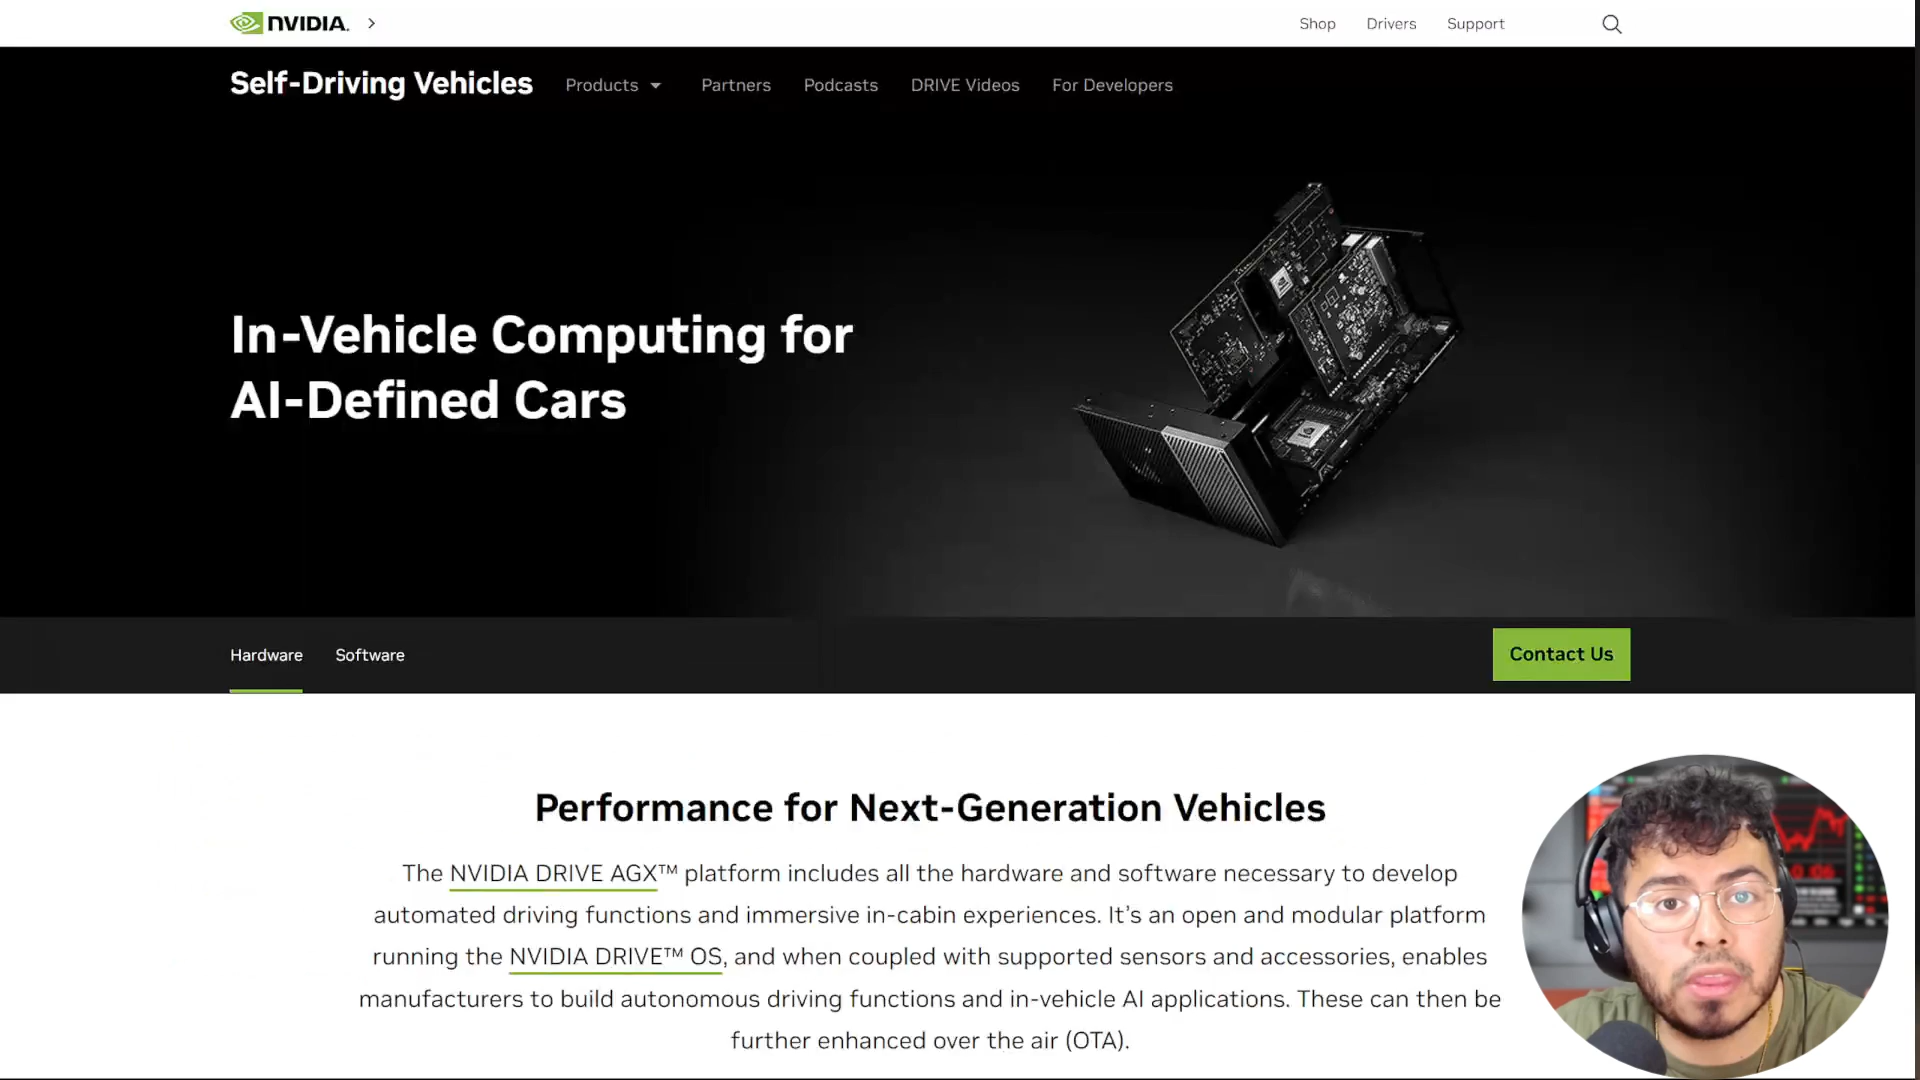 NVIDIA.
Shop Drivers Support
Self-Driving Vehicles Products Partners Podcasts DRIVE Videos For Developers
In-Vehicle Computing for
AI-Defined Cars
Hardware Software Contact Us
Performance for Next-Generation Vehicles
The NVIDIA DRIVE AGX™ platform includes all the hardware and software necessary to develop
automated driving functions and immersive in-cabin experiences. It’s an open and modular platform
running the NVIDIA DRIVE™ OS, and when coupled with supported sensors and accessories, enables
manufacturers to build autonomous driving functions and in-vehicle AI applications. These can then be
further enhanced over the air (OTA).